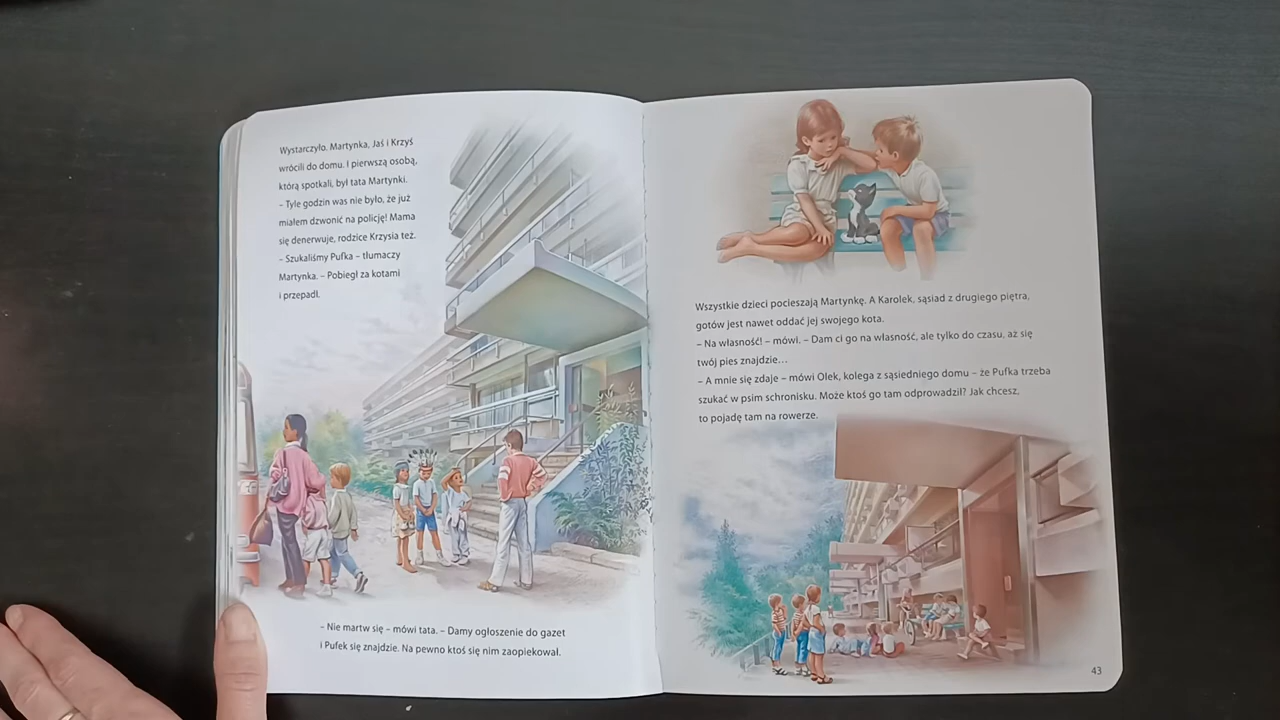 Wystarczyło. Martynka, Jaś i Krzyś
wrócili do domu. I pierwszą osobą,
którą spotkali, był tata Martynki.
– Tyle godzin was nie było, że już
miałem dzwonić na policję! Mama
się denerwuje, rodzice Krzysia też.
– Szukaliśmy Pufka – tłumaczy
Martynka. – Pobiegł za kotami
i przepadł.
– Nie martw się – mówi tata. – Damy ogłoszenie do gazet
i Pufek się znajdzie. Na pewno ktoś się nim zaopiekował.
Wszystkie dzieci pocieszają Martynkę. A Karolek, sąsiad z drugiego piętra,
gotów jest nawet oddać jej swojego kota.
– Na własność! – mówi. – Dam ci go na własność, ale tylko do czasu, aż się
twój pies znajdzie...
– A mnie się zdaje – mówi Olek, kolega z sąsiedniego domu – że Pufka trzeba
szukać w psim schronisku. Może ktoś go tam odprowadził? Jak chcesz,
to pojadę tam na rowerze.
43